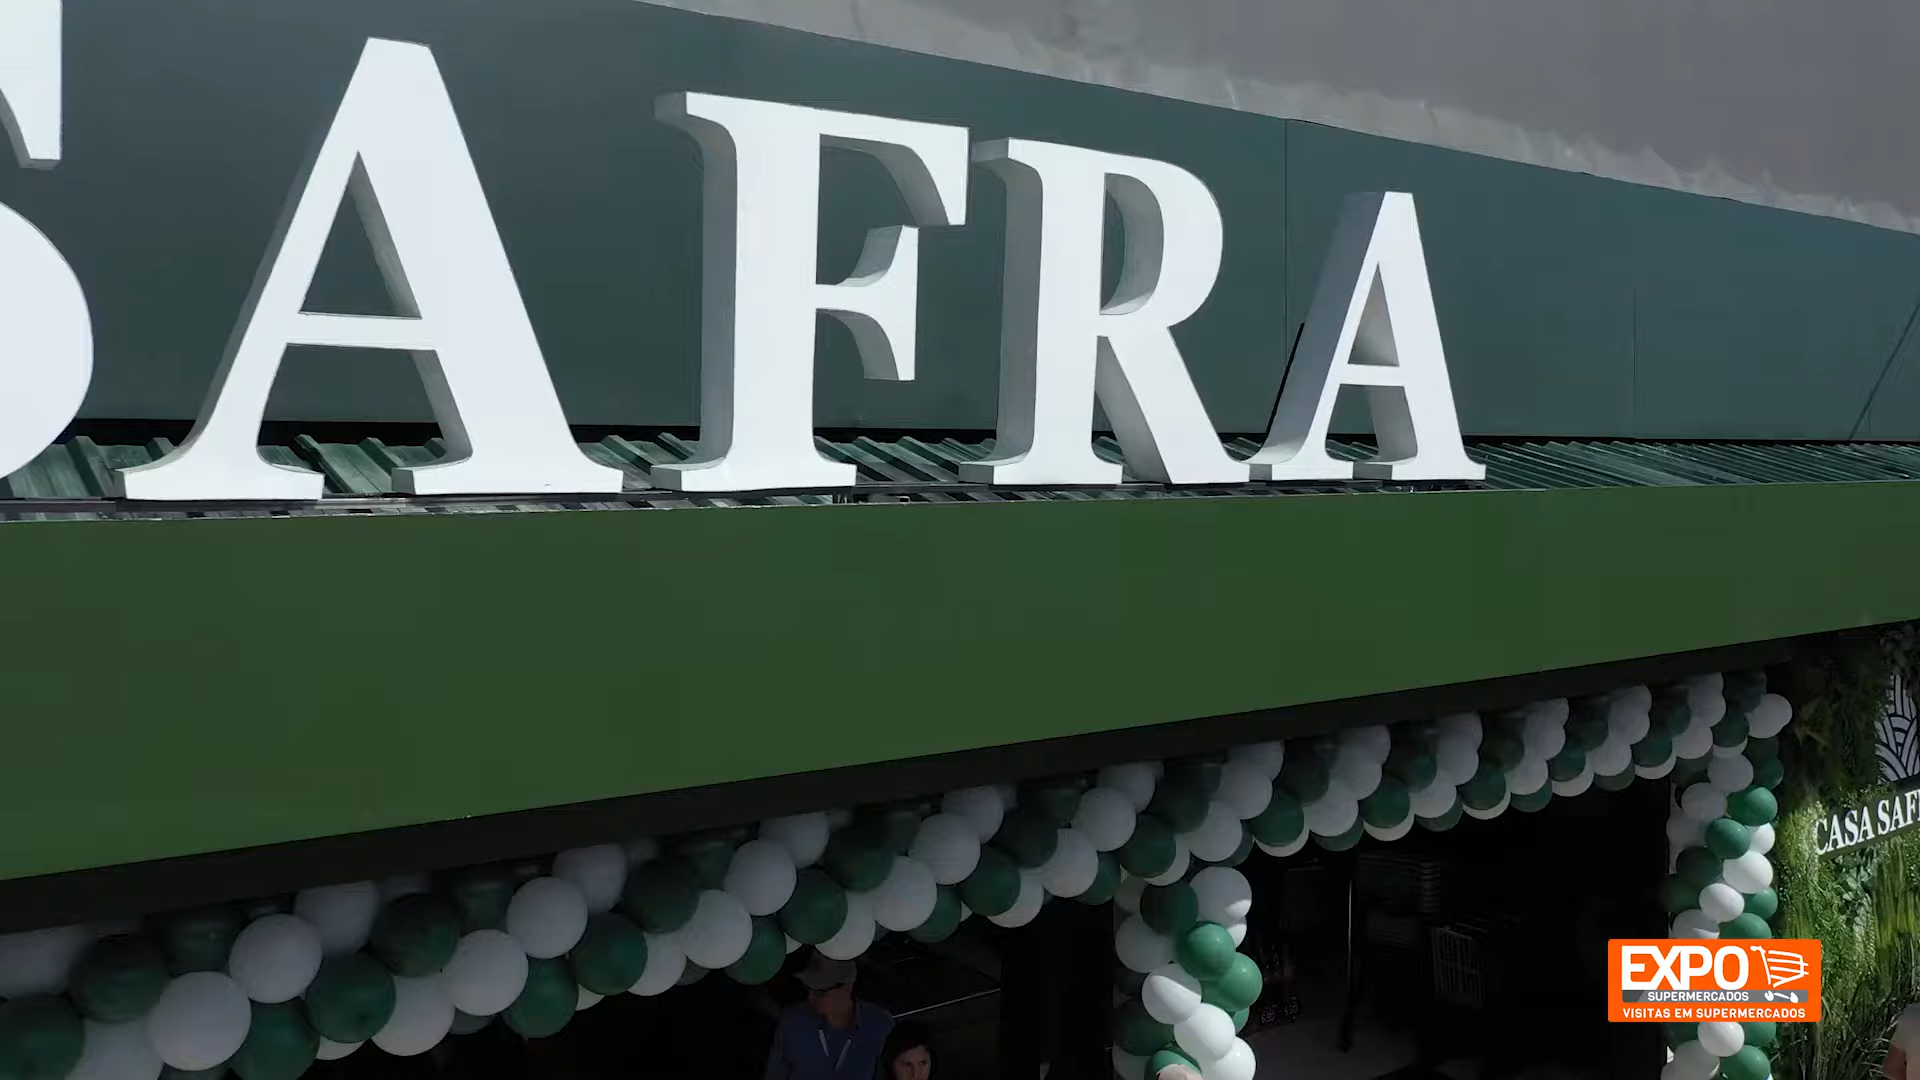 SAFRA
CASA SAF
EXPO
SUPERMERCADOS
VISITAS EM SUPERMERCADOS